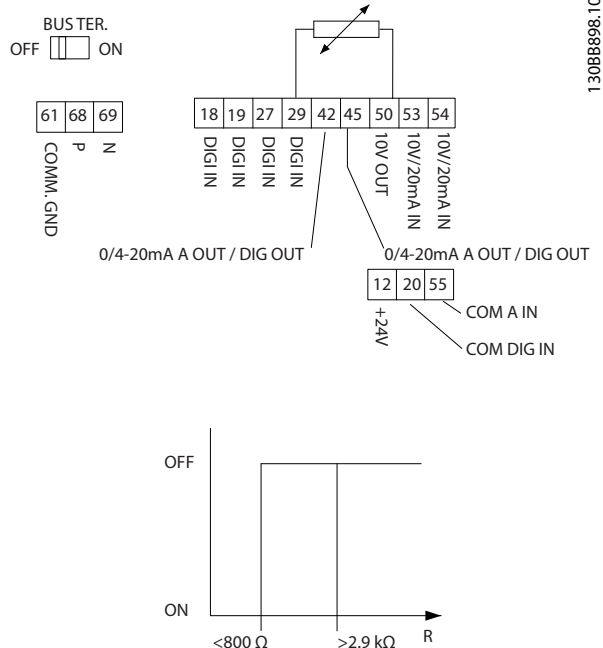 BUS TER.
OFF ON
130BB898.10
61 68 69
COMM. GND
P
N
18 19 27 29 42 45 50 53 54
DIGI IN
DIGI IN
DIGI IN
DIGI IN
10V OUT
10V/20mA IN
10V/20mA IN
0/4-20mA A OUT / DIG OUT
0/4-20mA A OUT / DIG OUT
12 20 55
+24V
COM A IN
COM DIG IN
OFF
ON
<800 Ω >2.9 kΩ R